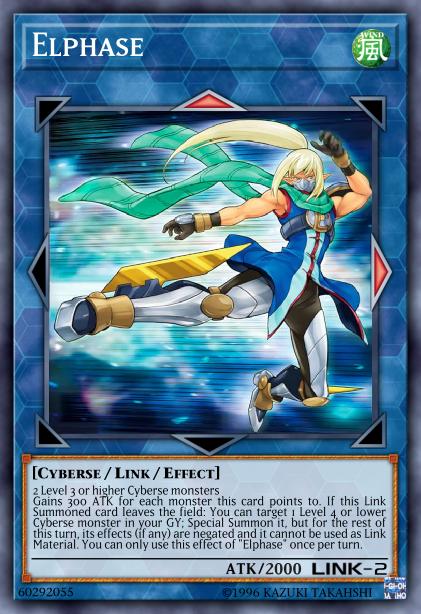 ELPHASE
WIND
風
[CYBERSE / LINK / EFFECT]
2 Level 3 or higher Cyberse monsters
Gains 300 ATK for each monster this card points to. If this Link
Summoned card leaves the field: You can target 1 Level 4 or lower
Cyberse monster in your GY; Special Summon it, but for the rest of
this turn, its effects (if any) are negated and it cannot be used as Link
Material. You can only use this effect of "Elphase" once per turn.
ATK/2000 LINK-2
60292055
©1996 KAZUKI TAKAHSHI